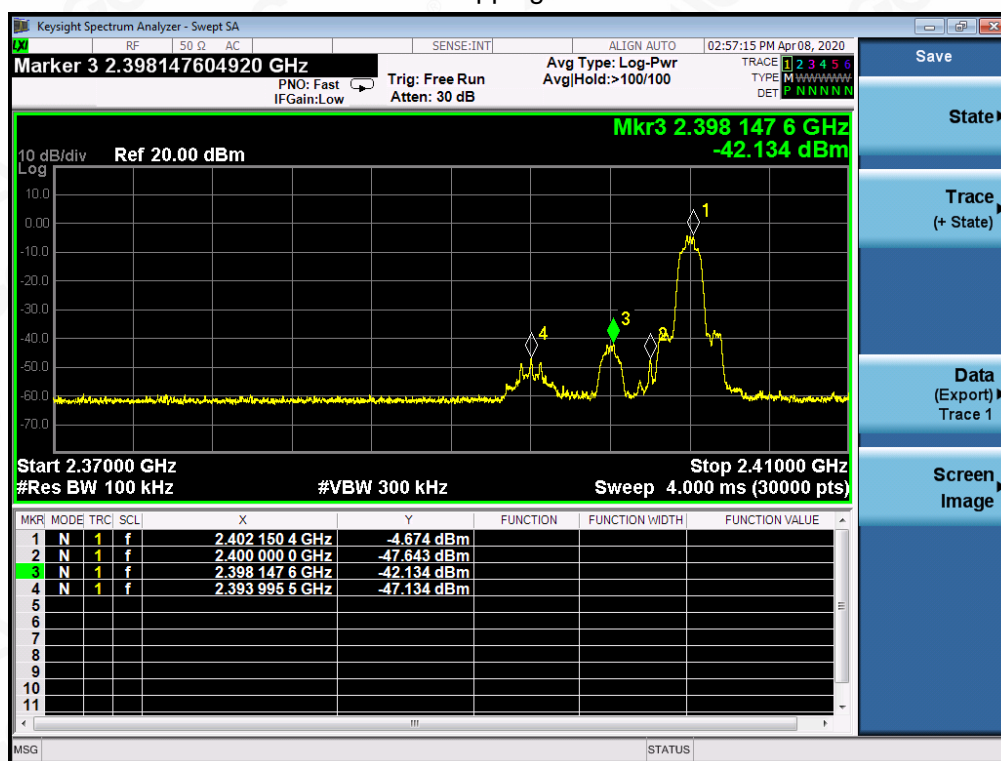 pping
Keysight Spectrum Analyzer - Swept SA
LXI RF 50 Ω AC SENSE:INT ALIGN AUTO 02:57:15 PM Apr 08, 2020
Marker 3 2.398147604920 GHz
PNO: Fast
IFGain:Low
Trig: Free Run
Atten: 30 dB
Avg Type: Log-Pwr
Avg|Hold:>100/100
TRACE 1 2 3 4 5 6
TYPE M WWWWW
DET P N N N N N
Mkr3 2.398 147 6 GHz
-42.134 dBm
10 dB/div Ref 20.00 dBm
Log
10.0
0.00
-10.0
-20.0
-30.0
-40.0
-50.0
-60.0
-70.0
1
3
2
4
Start 2.37000 GHz Stop 2.41000 GHz
#Res BW 100 kHz #VBW 300 kHz Sweep 4.000 ms (30000 pts)
MKR MODE TRC SCL X Y FUNCTION FUNCTION WIDTH FUNCTION VALUE
1 N 1 f 2.402 150 4 GHz -4.674 dBm
2 N 1 f 2.400 000 0 GHz -47.643 dBm
3 N 1 f 2.398 147 6 GHz -42.134 dBm
4 N 1 f 2.393 995 5 GHz -47.134 dBm
5
6
7
8
9
10
11
MSG STATUS
Save
State
Trace
(+ State)
Data
(Export)
Trace 1
Screen
Image